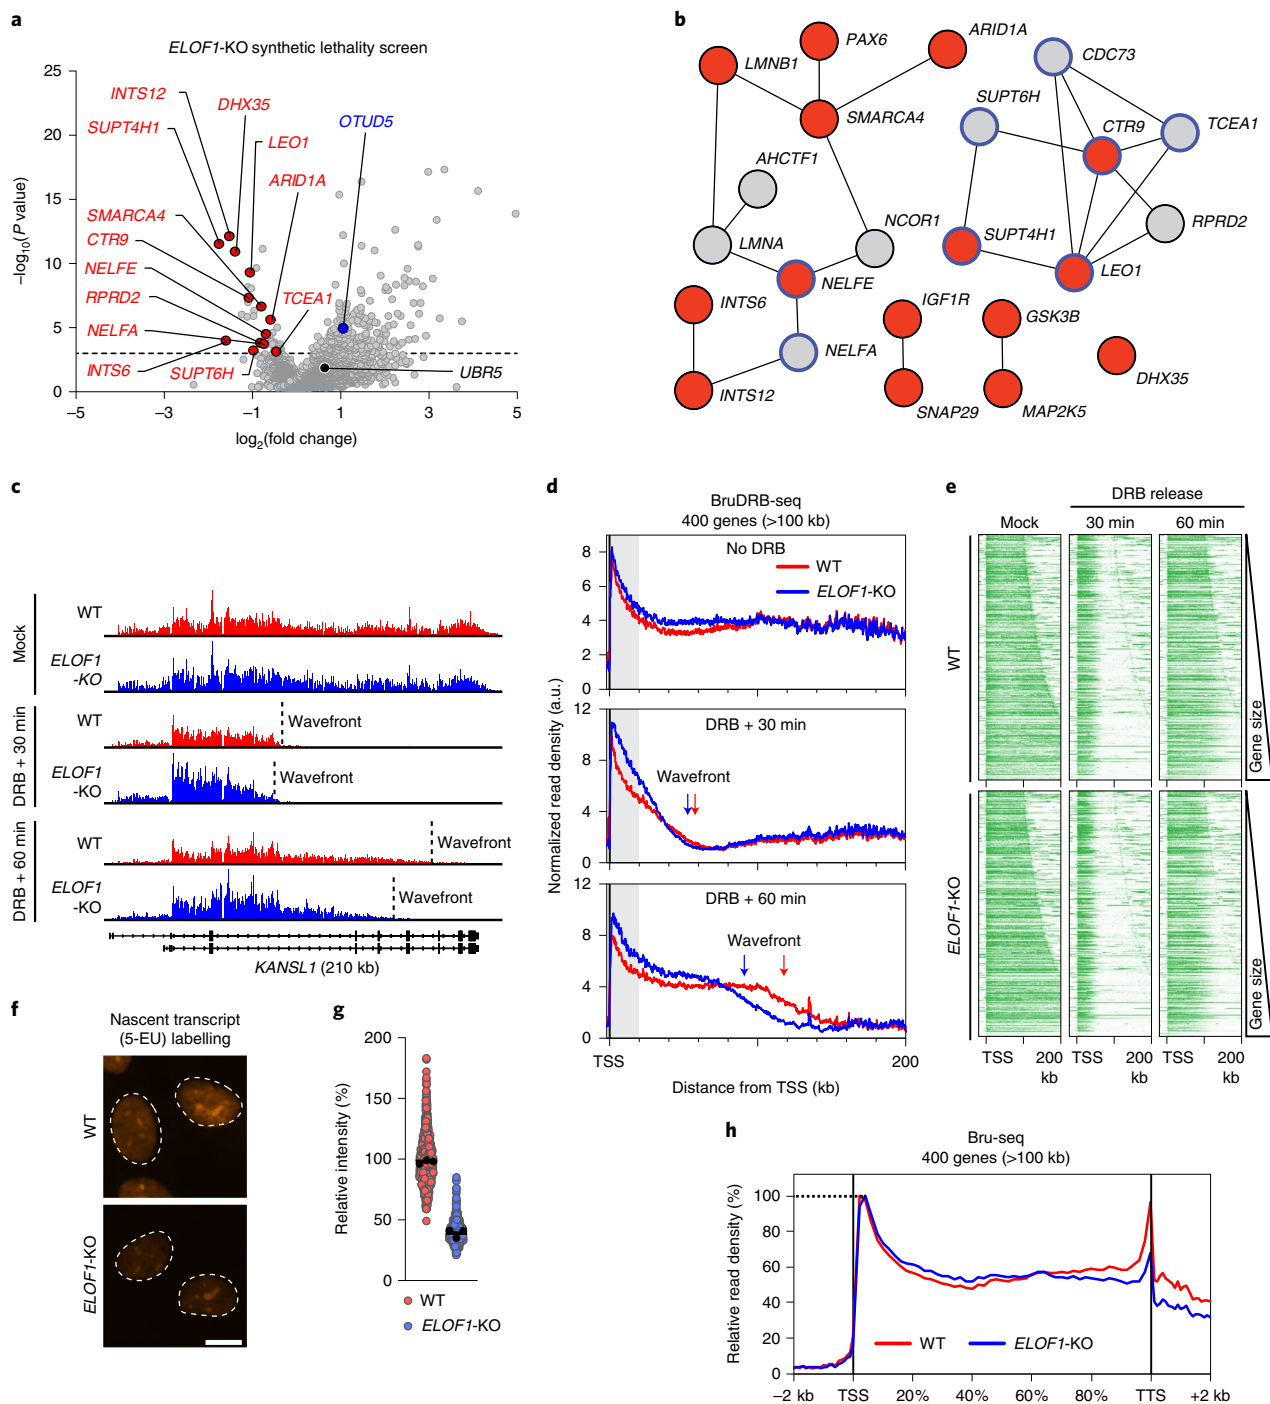 a
ELOF1-KO synthetic lethality screen
25
20
15
10
5
0
–log10(P value)
INTS12
SUPT4H1
DHX35
LEO1
OTUD5
ARID1A
SMARCA4
CTR9
NELFE
RPRD2
NELFA
INTS6
SUPT6H
TCEA1
UBR5
–5
–3
–1
1
3
5
log2(fold change)
b
PAX6
ARID1A
LMNB1
CDC73
SMARCA4
SUPT6H
CTR9
TCEA1
AHCTF1
NCOR1
LMNA
SUPT4H1
RPRD2
LEO1
NELFE
INTS6
IGF1R
GSK3B
NELFA
DHX35
INTS12
SNAP29
MAP2K5
c
Mock
WT
ELOF1
-KO
DRB + 30 min
WT
Wavefront
ELOF1
-KO
Wavefront
DRB + 60 min
WT
Wavefront
ELOF1
-KO
Wavefront
KANSL1 (210 kb)
d
BruDRB-seq
400 genes (>100 kb)
No DRB
WT
ELOF1-KO
8
6
4
2
0
Normalized read density (a.u.)
DRB + 30 min
Wavefront
12
8
4
0
DRB + 60 min
Wavefront
12
8
4
0
TSS
200
Distance from TSS (kb)
e
DRB release
Mock
30 min
60 min
WT
Gene size
ELOF1-KO
Gene size
TSS
200
kb
TSS
200
kb
TSS
200
kb
f
Nascent transcript
(5-EU) labelling
WT
ELOF1-KO
g
200
150
100
50
0
Relative intensity (%)
WT
ELOF1-KO
h
Bru-seq
400 genes (>100 kb)
100
80
60
40
20
0
Relative read density (%)
WT
ELOF1-KO
–2 kb
TSS
20%
40%
60%
80%
TTS
+2 kb